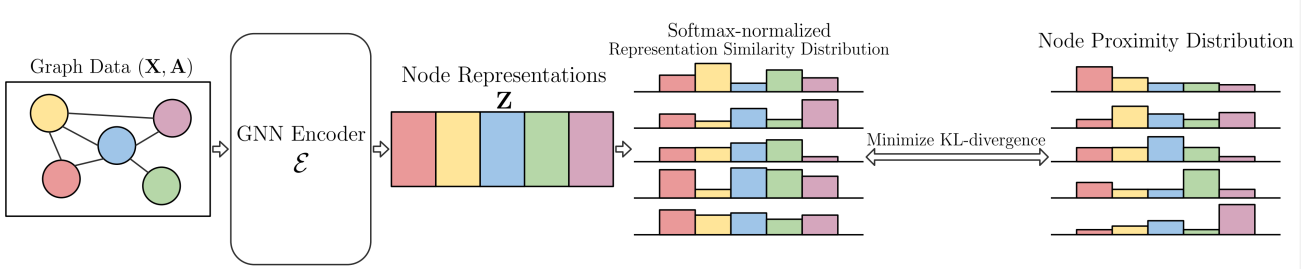 Graph Data (X, A)
GNN Encoder
ℰ
Node Representations
Z
Softmax-normalized
Representation Similarity Distribution
Minimize KL-divergence
Node Proximity Distribution